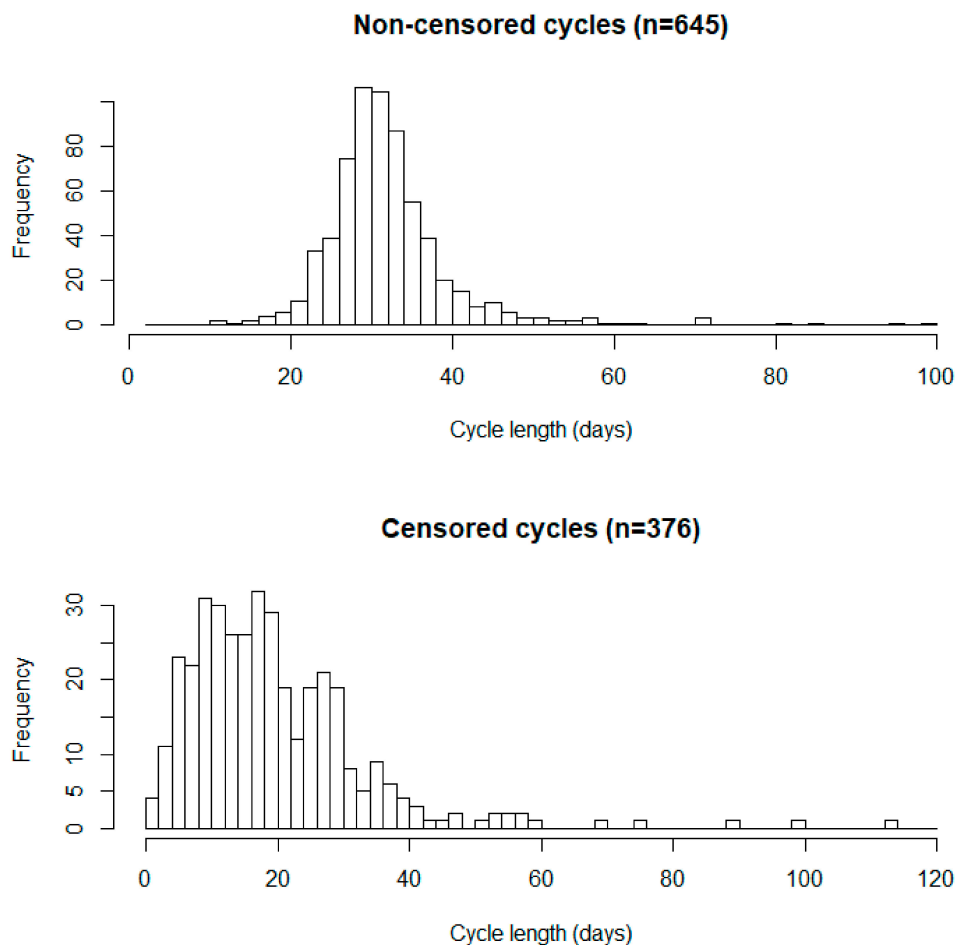 Non-censored cycles (n=645)
Frequency
80
60
40
20
0
0 20 40 60 80 100
Cycle length (days)
Censored cycles (n=376)
Frequency
30
20
10
5
0
0 20 40 60 80 100 120
Cycle length (days)